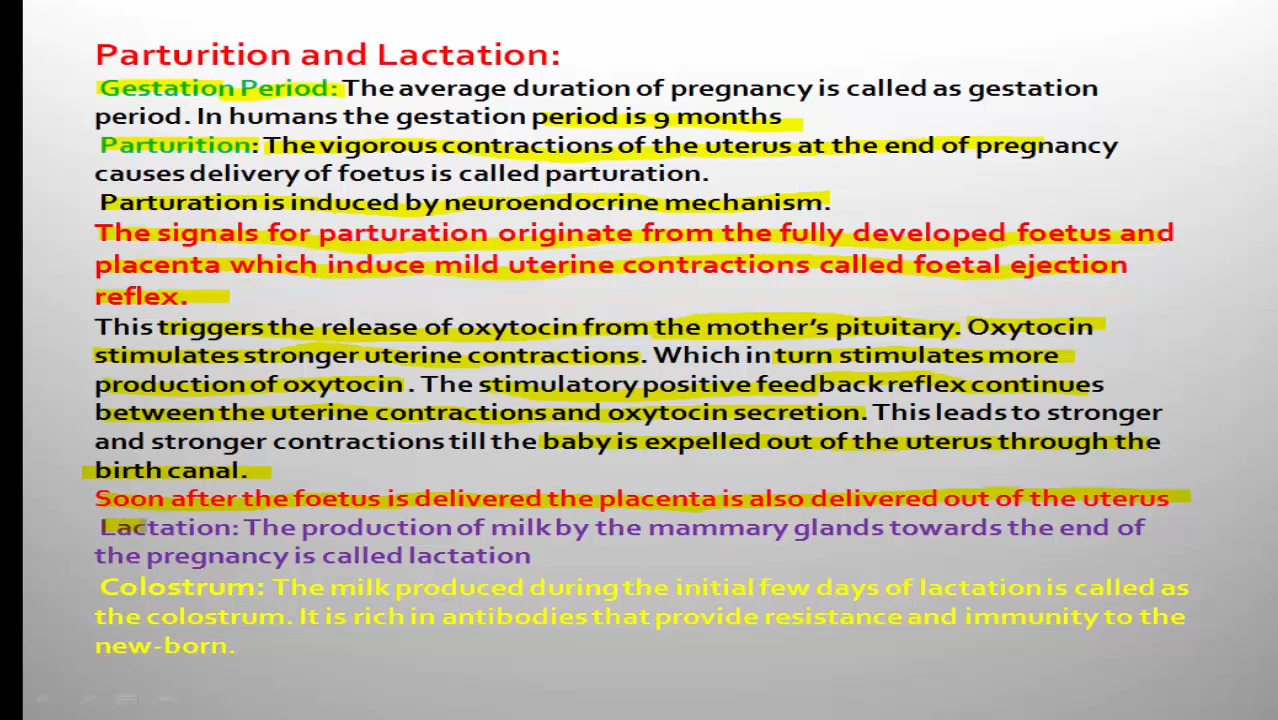 Parturition and Lactation:
Gestation Period: The average duration of pregnancy is called as gestation
period. In humans the gestation period is 9 months
Parturition: The vigorous contractions of the uterus at the end of pregnancy
causes delivery of foetus is called parturation.
Parturation is induced by neuroendocrine mechanism.
The signals for parturation originate from the fully developed foetus and
placenta which induce mild uterine contractions called foetal ejection
reflex.
This triggers the release of oxytocin from the mother's pituitary. Oxytocin
stimulates stronger uterine contractions. Which in turn stimulates more
production of oxytocin . The stimulatory positive feedback reflex continues
between the uterine contractions and oxytocin secretion. This leads to stronger
and stronger contractions till the baby is expelled out of the uterus through the
birth canal.
Soon after the foetus is delivered the placenta is also delivered out of the uterus
Lactation: The production of milk by the mammary glands towards the end of
the pregnancy is called lactation
Colostrum: The milk produced during the initial few days of lactation is called as
the colostrum. It is rich in antibodies that provide resistance and immunity to the
new-born.